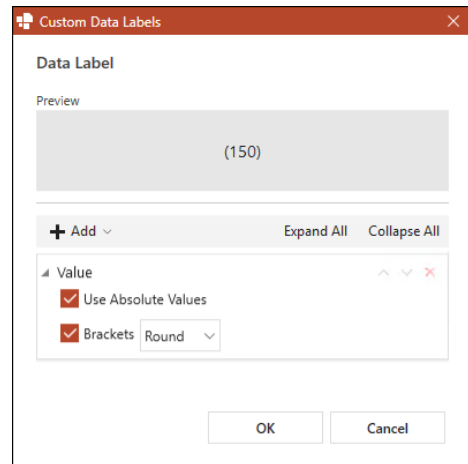 Custom Data Labels
Data Label
Preview
(150)
Add Expand All Collapse All
Value
Use Absolute Values
Brackets Round
OK Cancel